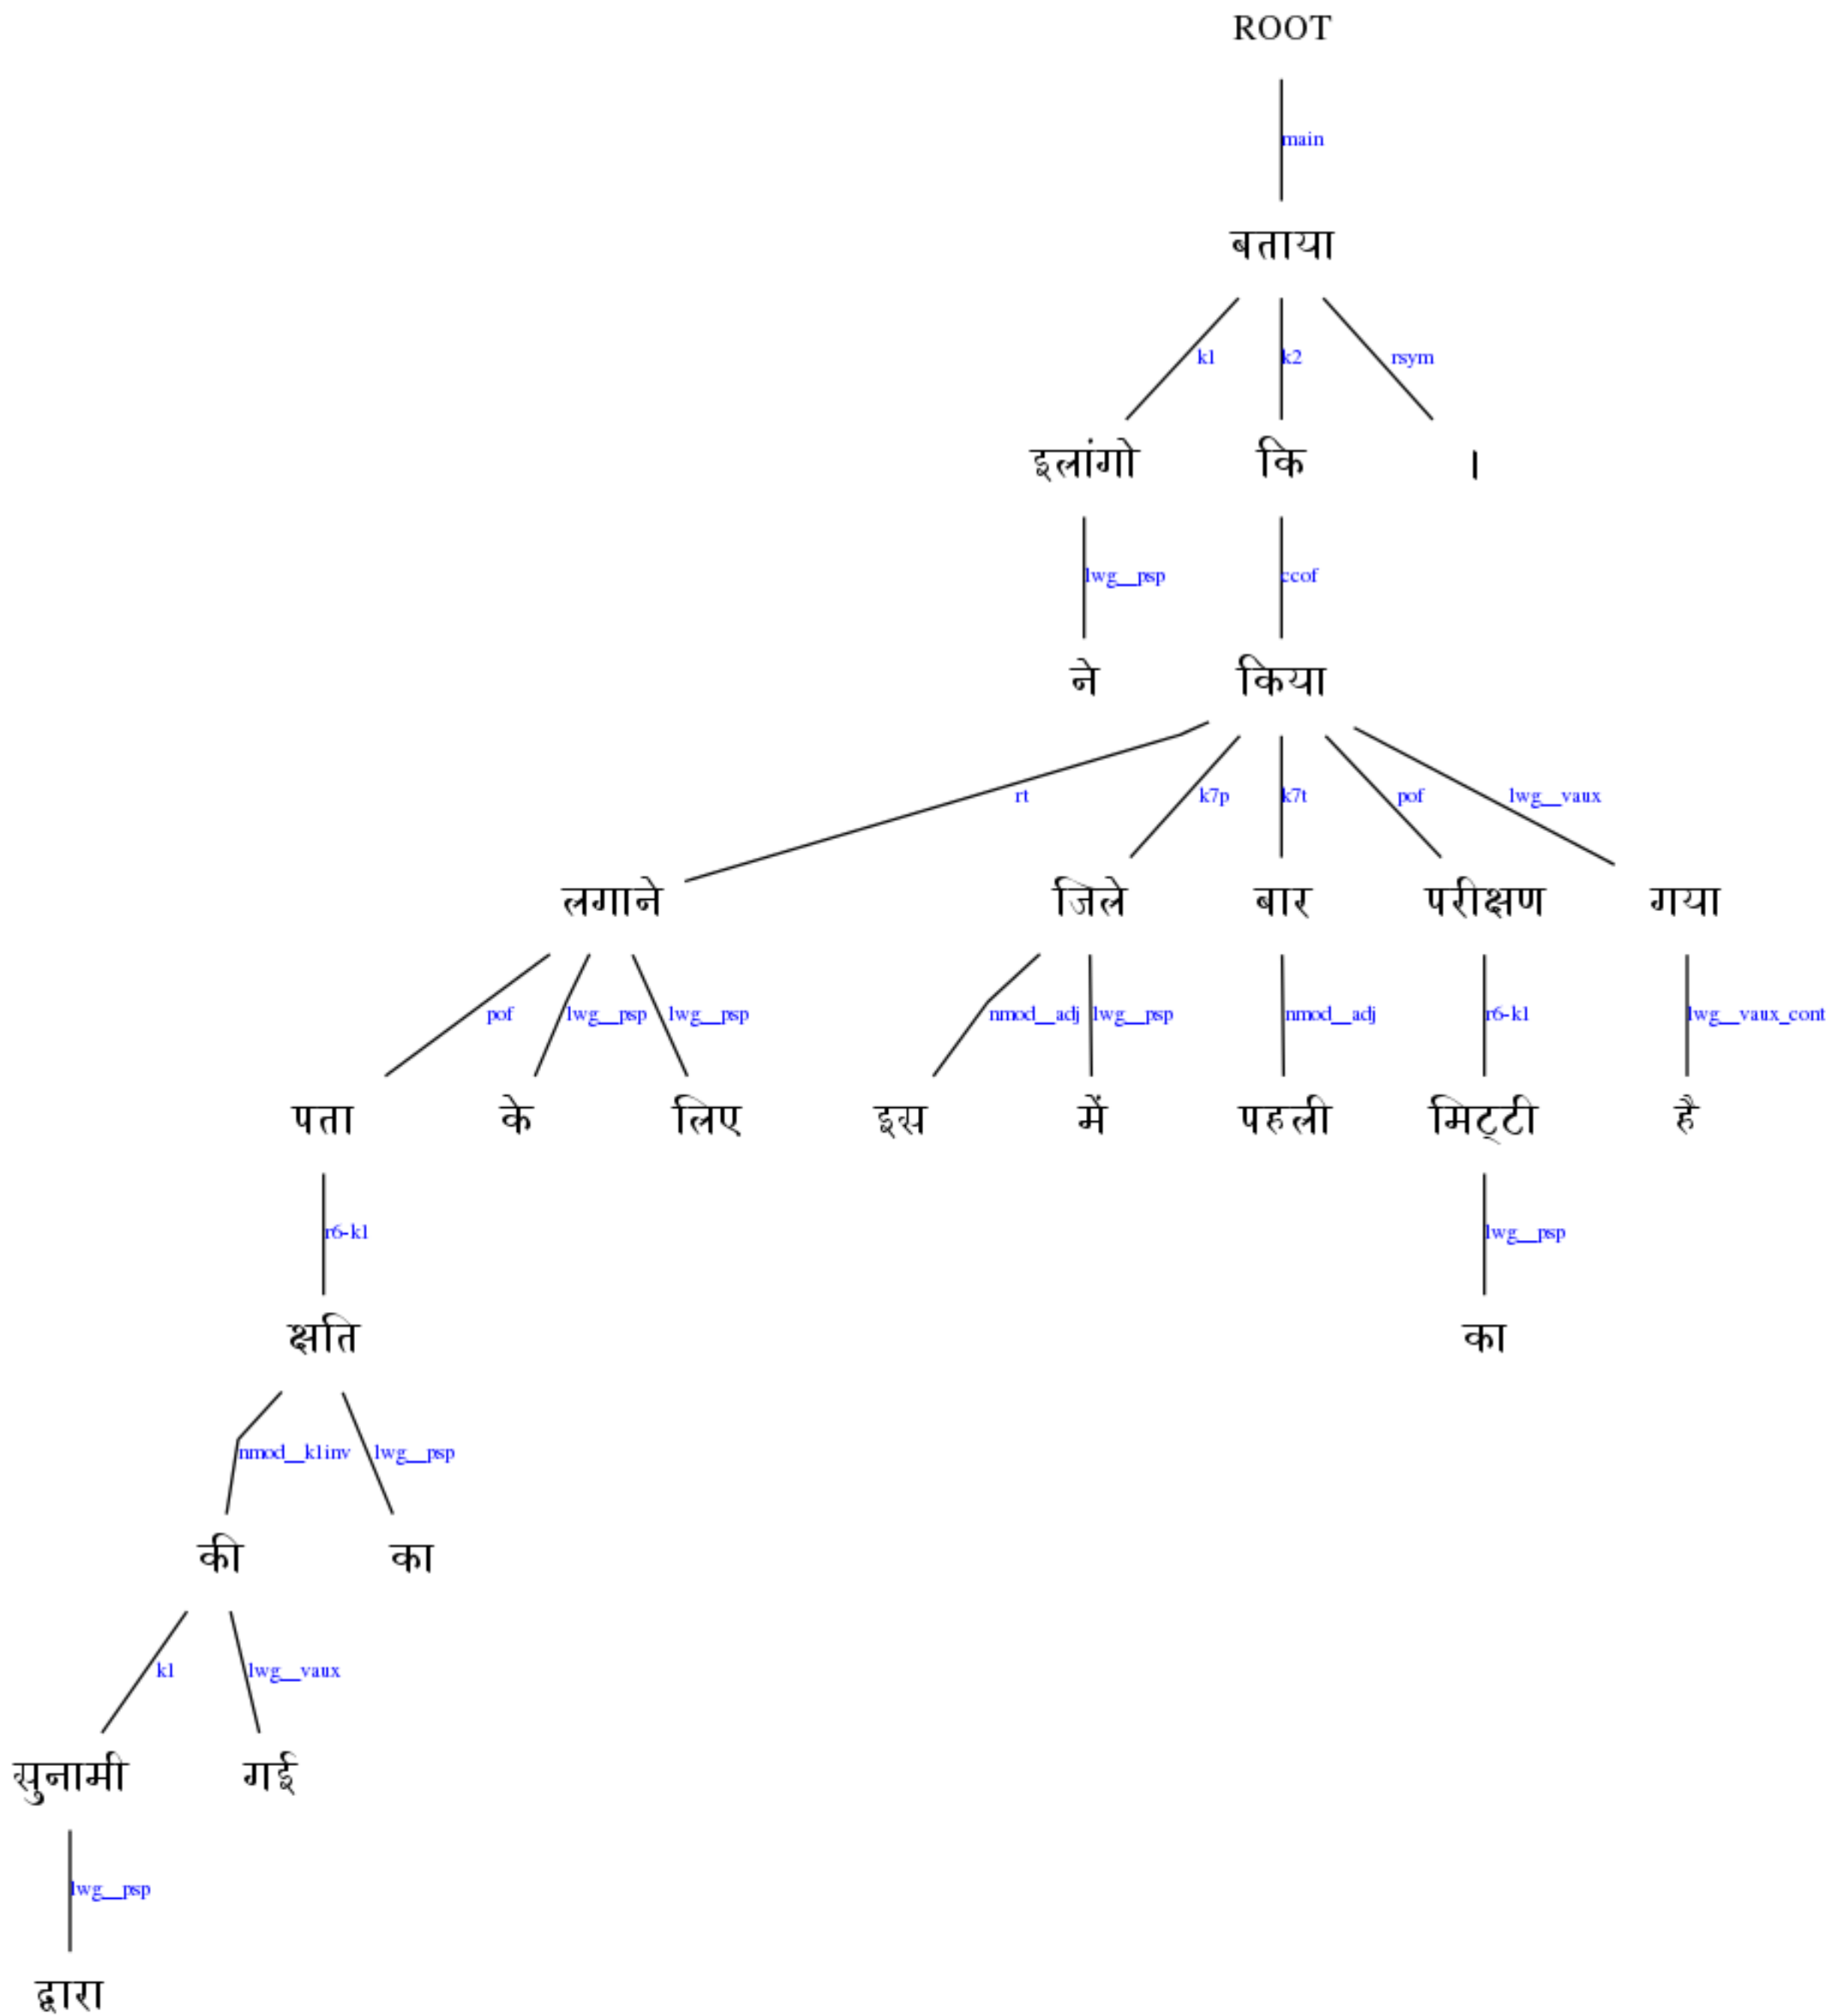 ROOT
main
बताया
k1 k2 rsym
इलांगो कि ।
lwg__psp ccof
ने किया
rt k7p k7t pof lwg__vaux
लगाने जिले बार परीक्षण गया
pof lwg__psp lwg__psp nmod__adj lwg__psp nmod__adj r6-k1 lwg__vaux_cont
पता के लिए इस में पहली मिट्टी है
r6-k1 lwg__psp
क्षति का
nmod__k1inv lwg__psp
की का
k1 lwg__vaux
सुनामी गई
lwg__psp
द्वारा